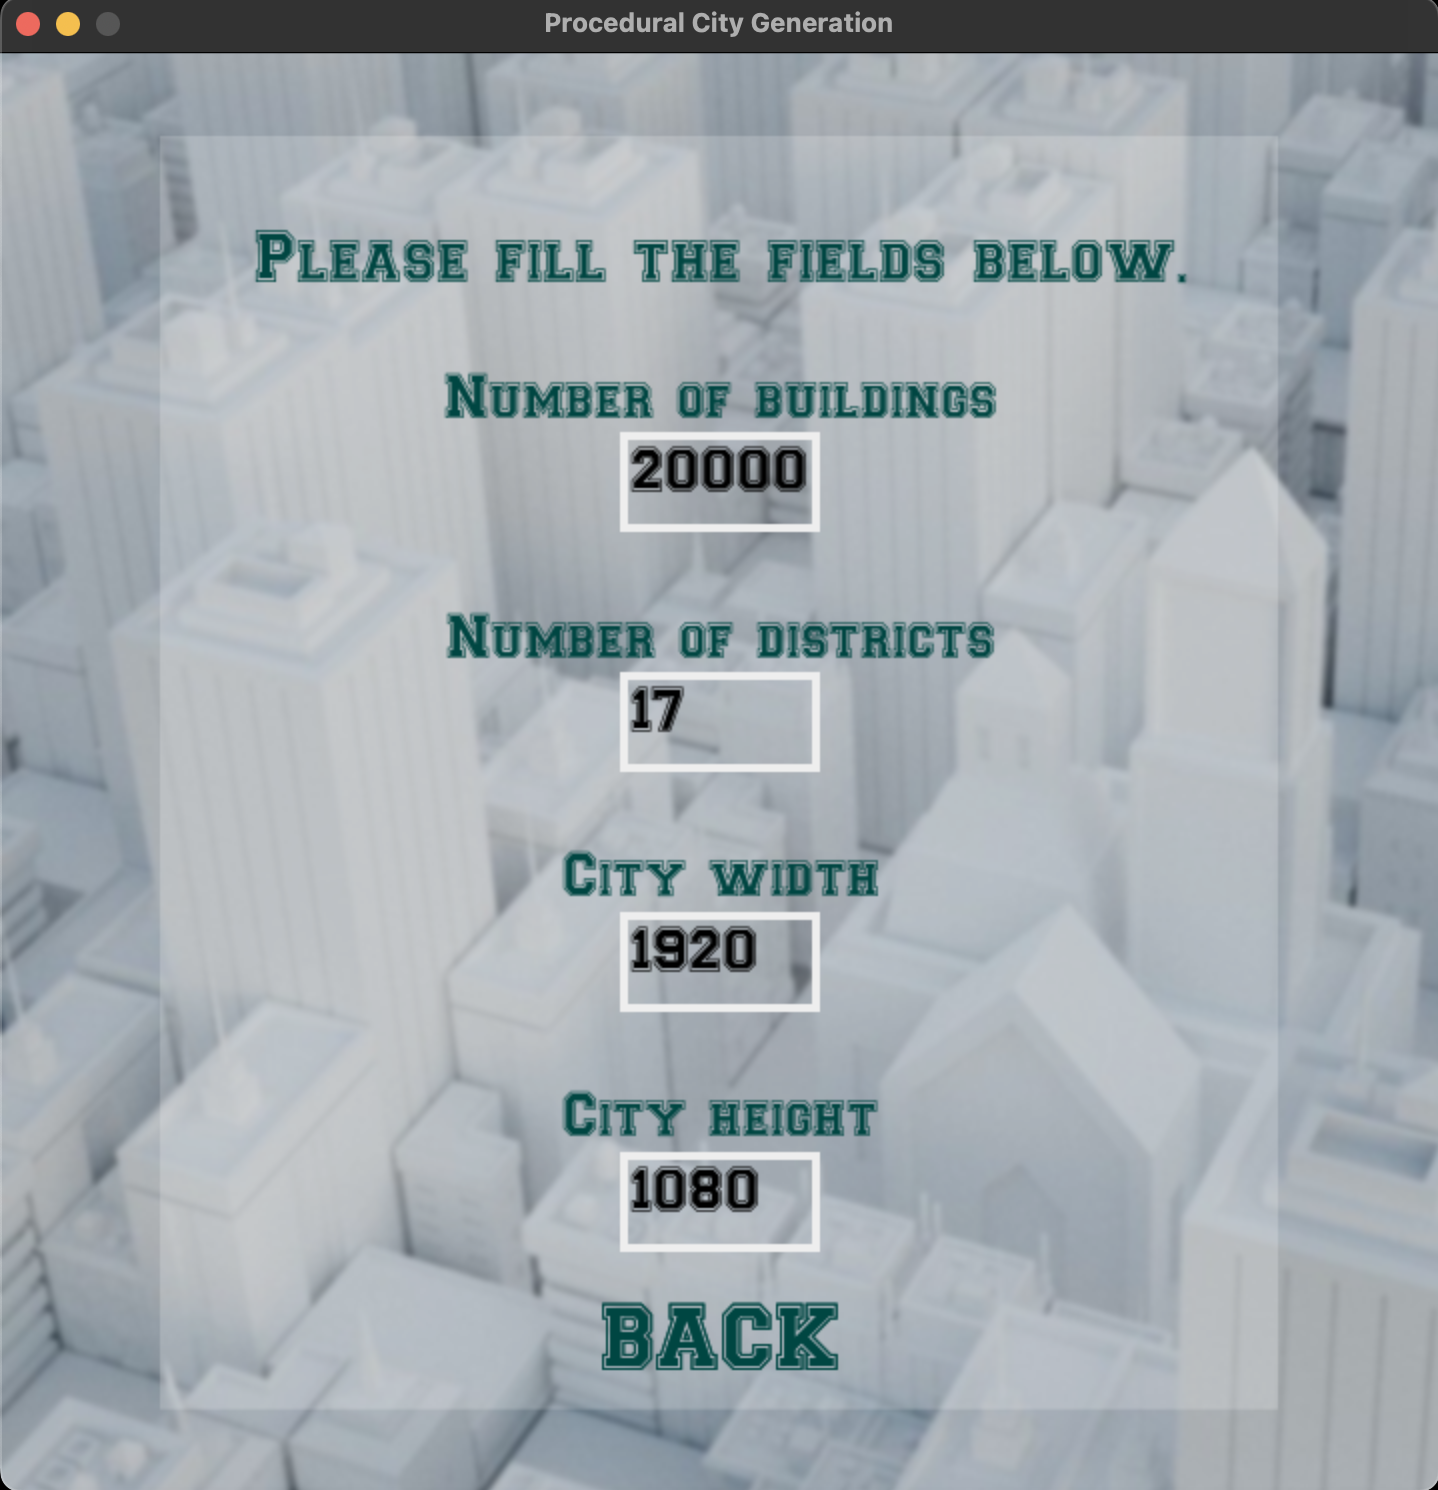 Procedural City Generation
Please fill the fields below.
Number of buildings
20000
Number of districts
17
City width
1920
City height
1080
BACK